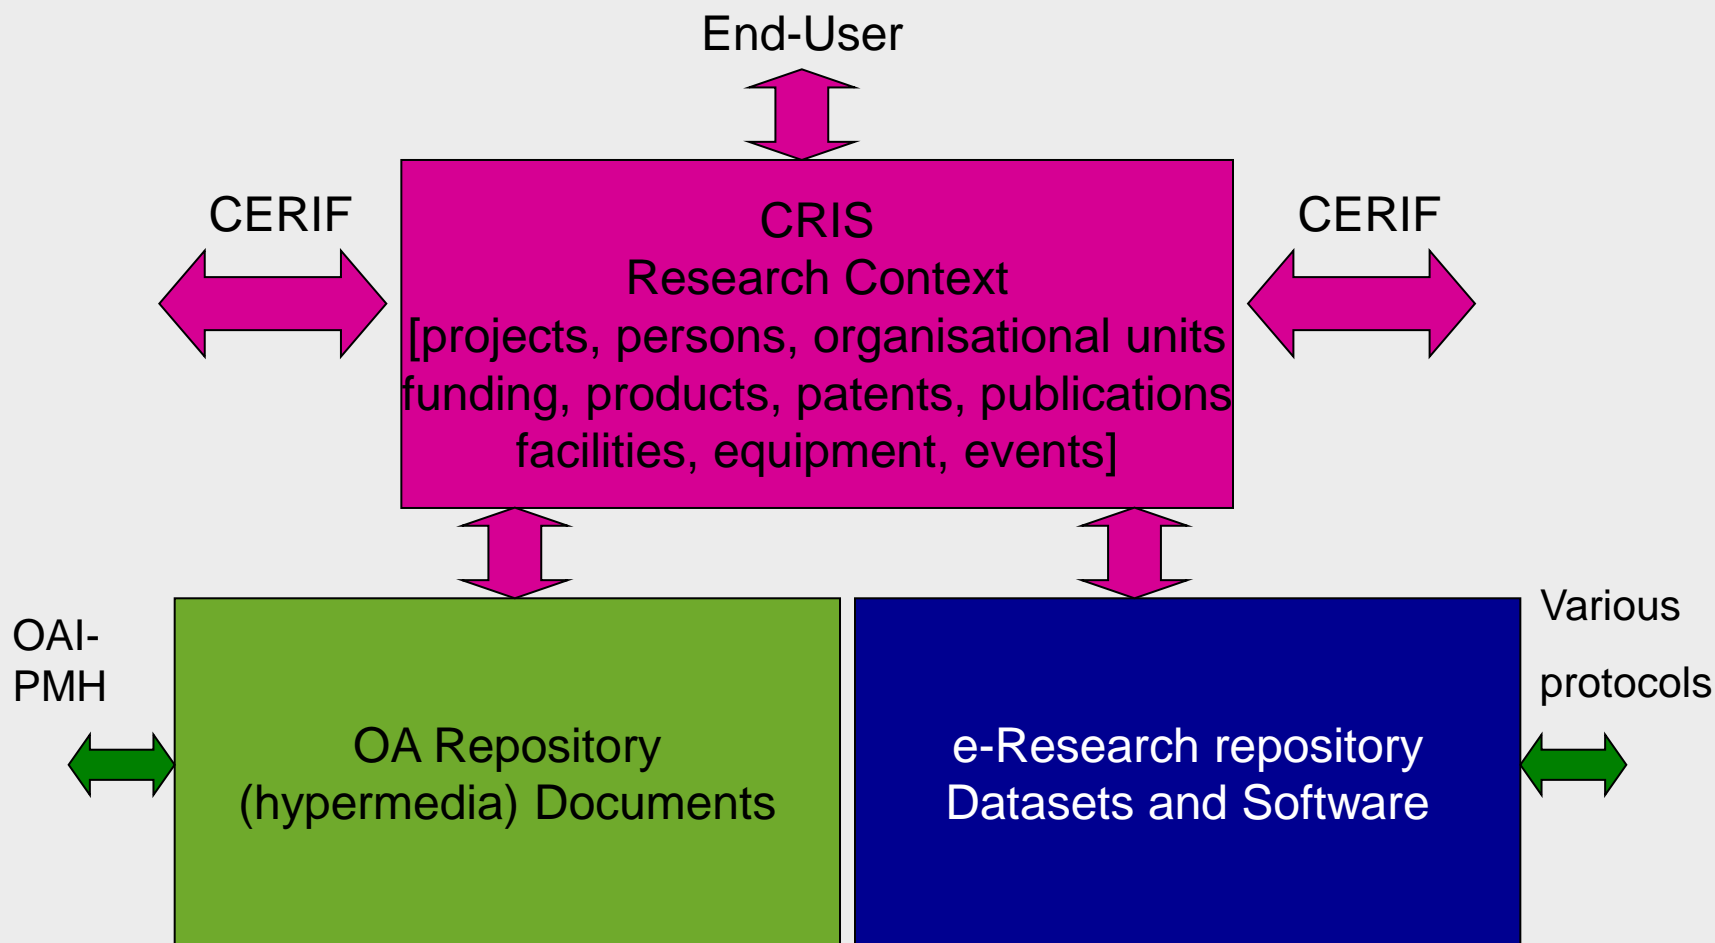 End-User
CERIF
CERIF
CRIS
Research Context
[projects, persons, organisational units
funding, products, patents, publications
facilities, equipment, events]
OAI-
PMH
Various
protocols
OA Repository
(hypermedia) Documents
e-Research repository
Datasets and Software